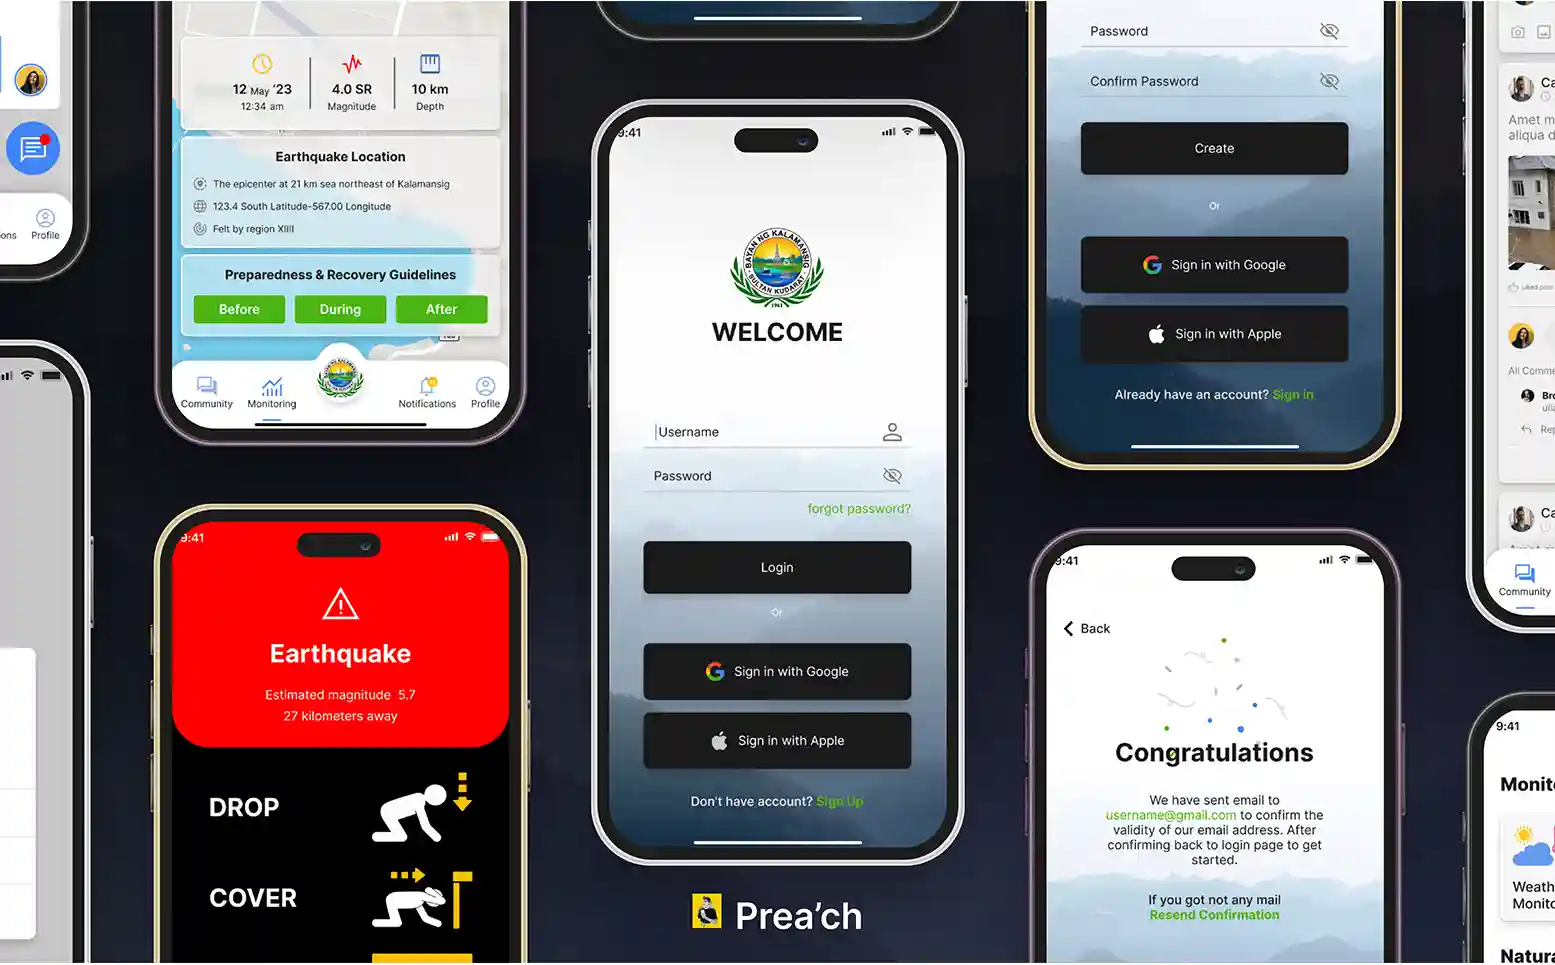 ons
Profile
12 May '23
12:34 am
4.0 SR
Magnitude
10 km
Depth
Earthquake Location
The epicenter at 21 km sea northeast of Kalamansig
123.4 South Latitude-567.00 Longitude
Felt by region XIIII
Preparedness & Recovery Guidelines
Before
During
After
Community
Monitoring
Notifications
Profile
9:41
Earthquake
Estimated magnitude 5.7
27 kilometers away
DROP
COVER
9:41
BAYAN NG KALAMANSIG
SULTAN KUDARAT
1961
WELCOME
Username
Password
forgot password?
Login
Or
Sign in with Google
Sign in with Apple
Don't have account? Sign Up
Prea'ch
Password
Confirm Password
Create
Or
Sign in with Google
Sign in with Apple
Already have an account? Sign in
9:41
Back
Congratulations
We have sent email to
username@gmail.com to confirm the
validity of our email address. After
confirming back to login page to get
started.
If you got not any mail
Resend Confirmation
Ca
Amet m
aliqua d
Liked post
All Comme
Bro
ulla
Rep
Ca
Community
9:41
Monito
Weath
Monito
Natura